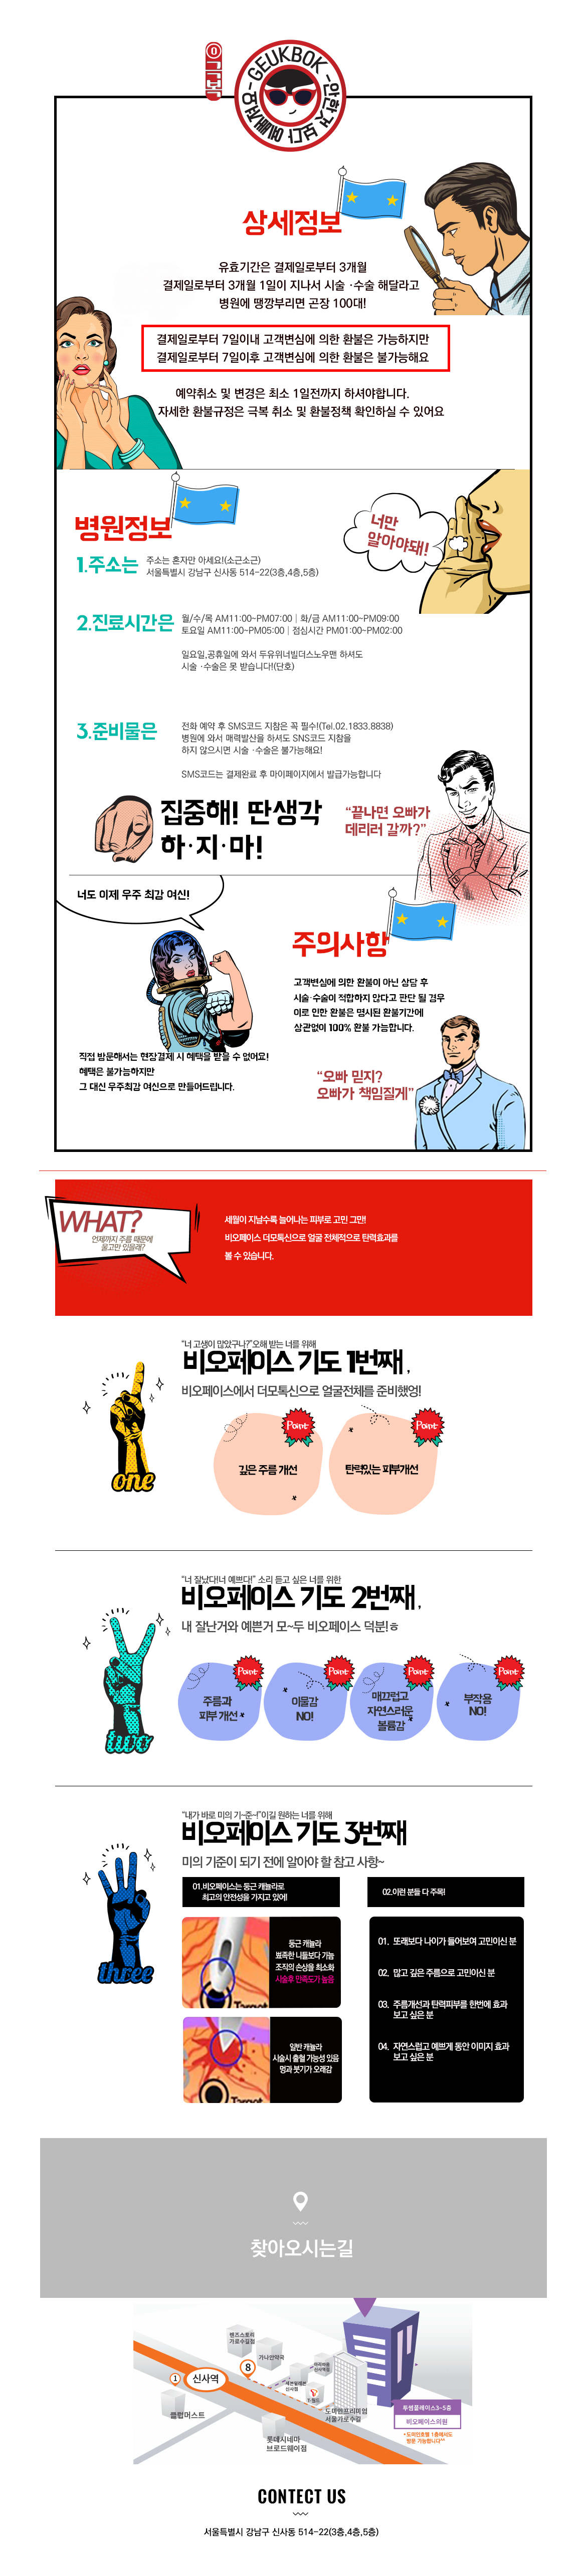 @그극복
-GEUKBOK-
안할거 보다 예쁠걸
상세정보
유효기간은 결제일로부터 3개월
결제일로부터 3개월 1일이 지나서 시술·수술 해달라고
병원에 땡깡부리면 곤장 100대!
결제일로부터 7일이내 고객변심에 의한 환불은 가능하지만
결제일로부터 7일이후 고객변심에 의한 환불은 불가능해요
예약취소 및 변경은 최소 1일전까지 하셔야합니다.
자세한 환불규정은 극복 취소 및 환불정책 확인하실 수 있어요
병원정보
너만
알아야돼!
1.주소는
주소는 혼자만 아세요!(소근소근)
서울특별시 강남구 신사동 514-22(3층,4층,5층)
2.진료시간은
월/수/목 AM11:00~PM07:00 | 화/금 AM11:00~PM09:00
토요일 AM11:00~PM05:00 | 점심시간 PM01:00~PM02:00
일요일,공휴일에 와서 두유워너빌더스노우맨 하셔도
시술·수술은 못 받습니다!(단호)
3.준비물은
전화 예약 후 SMS코드 지참은 꼭 필수!(Tel.02.1833.8838)
병원에 와서 매력발산을 하셔도 SNS코드 지참을
하지 않으시면 시술·수술은 불가능해요!
SMS코드는 결제완료 후 마이페이지에서 발급가능합니다
집중해! 딴생각
하·지·마!
“끝나면 오빠가
데리러 갈까?”
너도 이제 우주 최강 여신!
주의사항
고객변심에 의한 환불이 아닌 상담 후
시술·수술이 적합하지 않다고 판단 될 경우
이로 인한 환불은 명시된 환불기간에
상관없이 100% 환불 가능합니다.
직접 방문해서는 현장결제 시 혜택을 받을 수 없어요!
혜택은 불가능하지만
그 대신 우주최강 여신으로 만들어드립니다.
“오빠 믿지?
오빠가 책임질게”
WHAT?
언제까지 주름 때문에
울고만 있을래?
세월이 지날수록 늘어나는 피부로 고민 그만!
비오페이스 더모톡신으로 얼굴 전체적으로 탄력효과를
볼 수 있습니다.
one
"너 고생이 많았구나?"오해 받는 너를 위해
비오페이스 기도 1번째,
비오페이스에서 더모톡신으로 얼굴전체를 준비했엉!
Point
깊은 주름 개선
Point
탄력있는 피부개선
two
"너 잘났다!너 예쁘다!" 소리 듣고 싶은 너를 위한
비오페이스 기도 2번째,
내 잘난거와 예쁜거 모~두 비오페이스 덕분!ㅎ
Point
주름과
피부 개선
Point
이물감
NO!
Point
매끄럽고
자연스러운
볼륨감
Point
부작용
NO!
three
"내가 바로 미의 기~준~!"이길 원하는 너를 위해
비오페이스 기도 3번째
미의 기준이 되기 전에 알아야 할 참고 사항~
01.비오페이스는 둥근 캐뉼라로
최고의 안전성을 가지고 있어!
02.이런 분들 다 주목!
둥근 캐뉼라
뾰족한 니들보다 가늘
조직의 손상을 최소화
시술후 만족도가 높음
Target
일반 캐뉼라
시술시 출혈 가능성 있음
멍과 붓기가 오래감
Target
01. 또래보다 나이가 들어보여 고민이신 분
02. 많고 깊은 주름으로 고민이신 분
03. 주름개선과 탄력피부를 한번에 효과
보고 싶은 분
04. 자연스럽고 예쁘게 동안 이미지 효과
보고 싶은 분
찾아오시는길
렌즈스토리
가로수길점
가나안약국
8
1
신사역
신사역점
세븐일레븐
신사점
T월드
클럽머스트
도미인프리미엄
서울가로수길
롯데시네마
브로드웨이점
투썸플레이스3~5층
비오페이스의원
*도미인호텔 1층에서도
방문 가능합니다**
CONTECT US
서울특별시 강남구 신사동 514-22(3층,4층,5층)